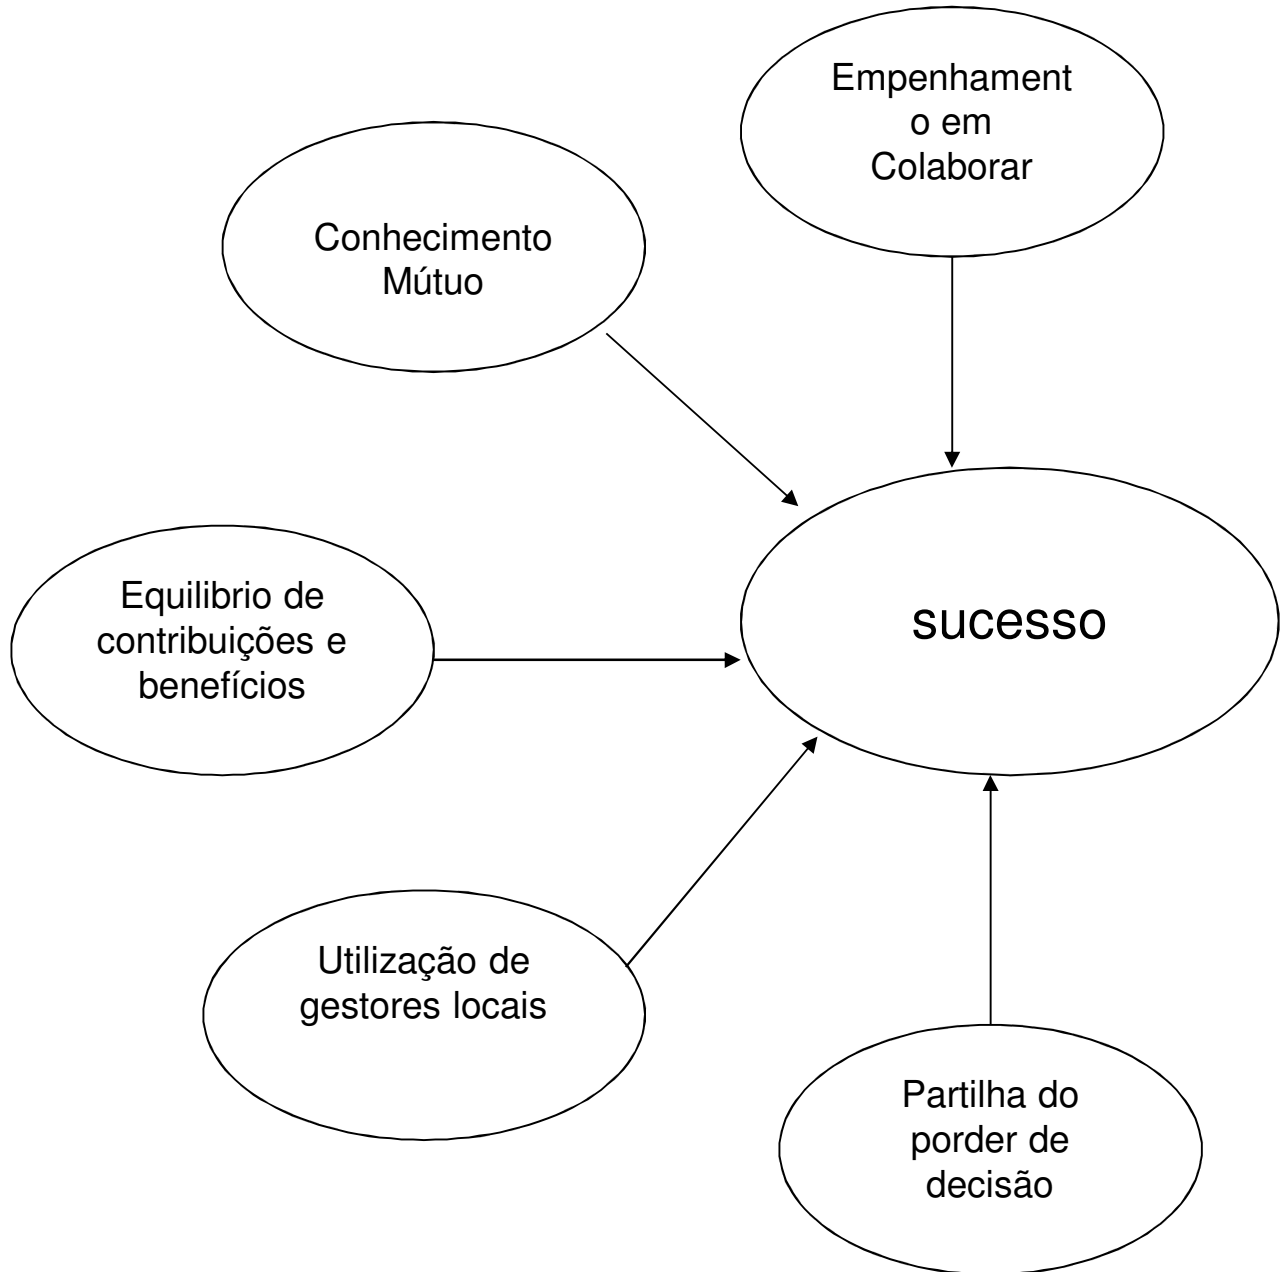 Empenhament
o em
Colaborar
Conhecimento
Mútuo
Equilibrio de
contribuições e
benefícios
sucesso
Utilização de
gestores locais
Partilha do
porder de
decisão